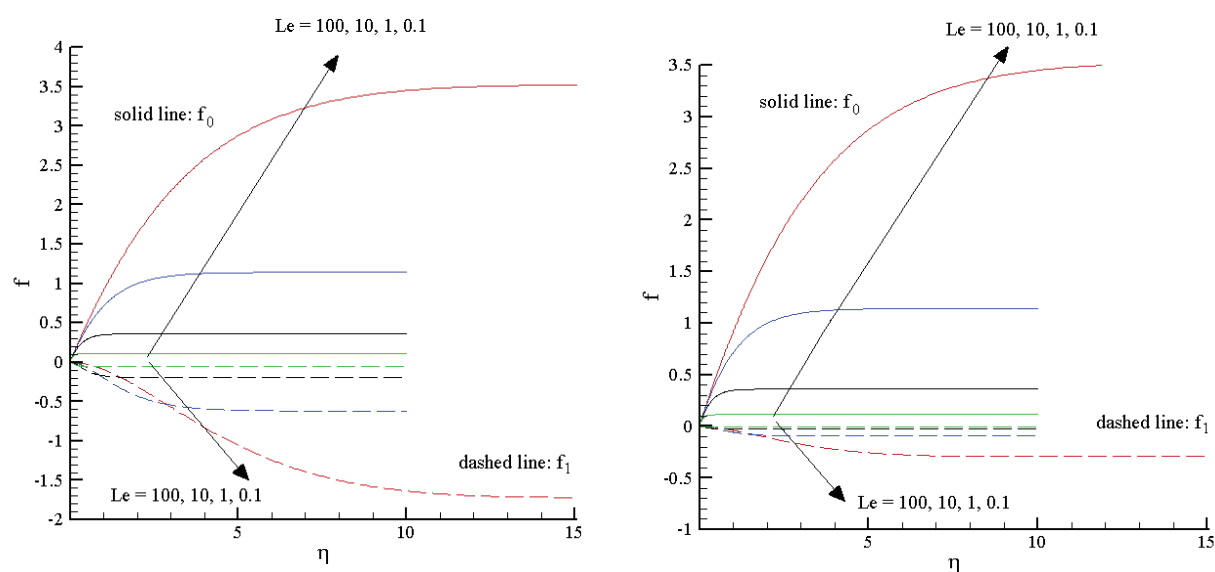 Le = 100, 10, 1, 0.1
4
3.5
solid line: f0
3
2.5
2
1.5
f
1
0.5
0
-0.5
-1
dashed line: f1
-1.5
Le = 100, 10, 1, 0.1
-2
5
10
15
η
Le = 100, 10, 1, 0.1
3.5
solid line: f0
3
2.5
2
1.5
f
1
0.5
0
dashed line: f1
-0.5
Le = 100, 10, 1, 0.1
-1
5
10
15
η